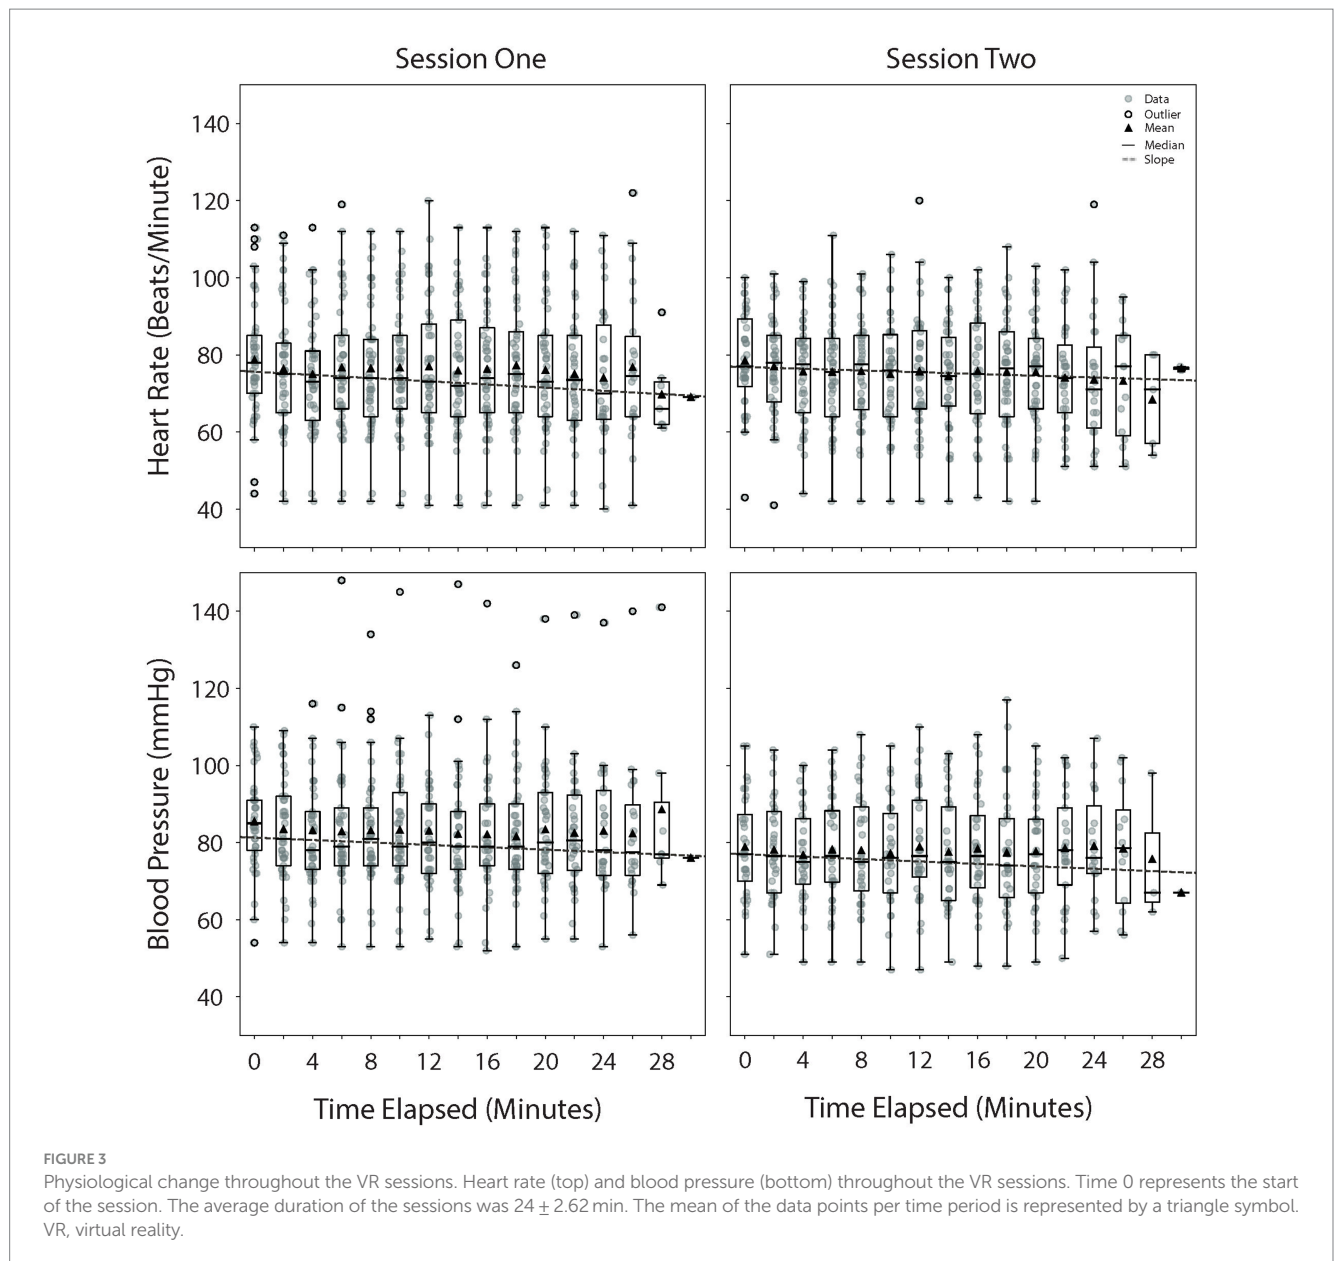 Session One
Session Two
Data
Outlier
Mean
Median
Slope
Heart Rate (Beats/Minute)
140
120
100
80
60
40
Blood Pressure (mmHg)
140
120
100
80
60
40
0 4 8 12 16 20 24 28
0 4 8 12 16 20 24 28
Time Elapsed (Minutes)
Time Elapsed (Minutes)
FIGURE 3
Physiological change throughout the VR sessions. Heart rate (top) and blood pressure (bottom) throughout the VR sessions. Time 0 represents the start
of the session. The average duration of the sessions was 24 ± 2.62 min. The mean of the data points per time period is represented by a triangle symbol.
VR, virtual reality.